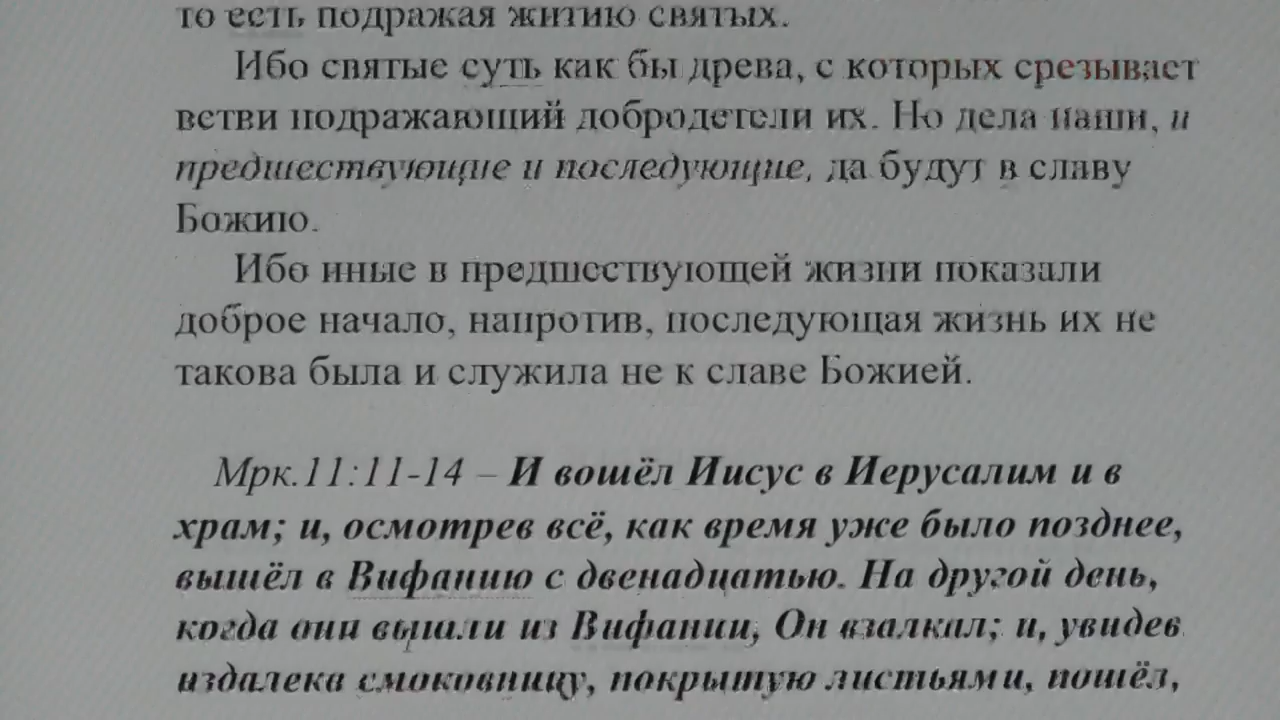 то есть подражая житию святых.
Ибо святые суть как бы древа, с которых срезывает
ветви подражающий добродетели их. Но дела наши, и
предшествующие и последующие, да будут в славу
Божию.
Ибо иные в предшествующей жизни показали
доброе начало, напротив, последующая жизнь их не
такова была и служила не к славе Божией.
Мрк.11:11-14 – И вошёл Иисус в Иерусалим и в
храм; и, осмотрев всё, как время уже было позднее,
вышёл в Вифанию с двенадцатью. На другой день,
когда они вышли из Вифании, Он взалкал; и, увидев
издалека смоковницу, покрытую листьями, пошёл,